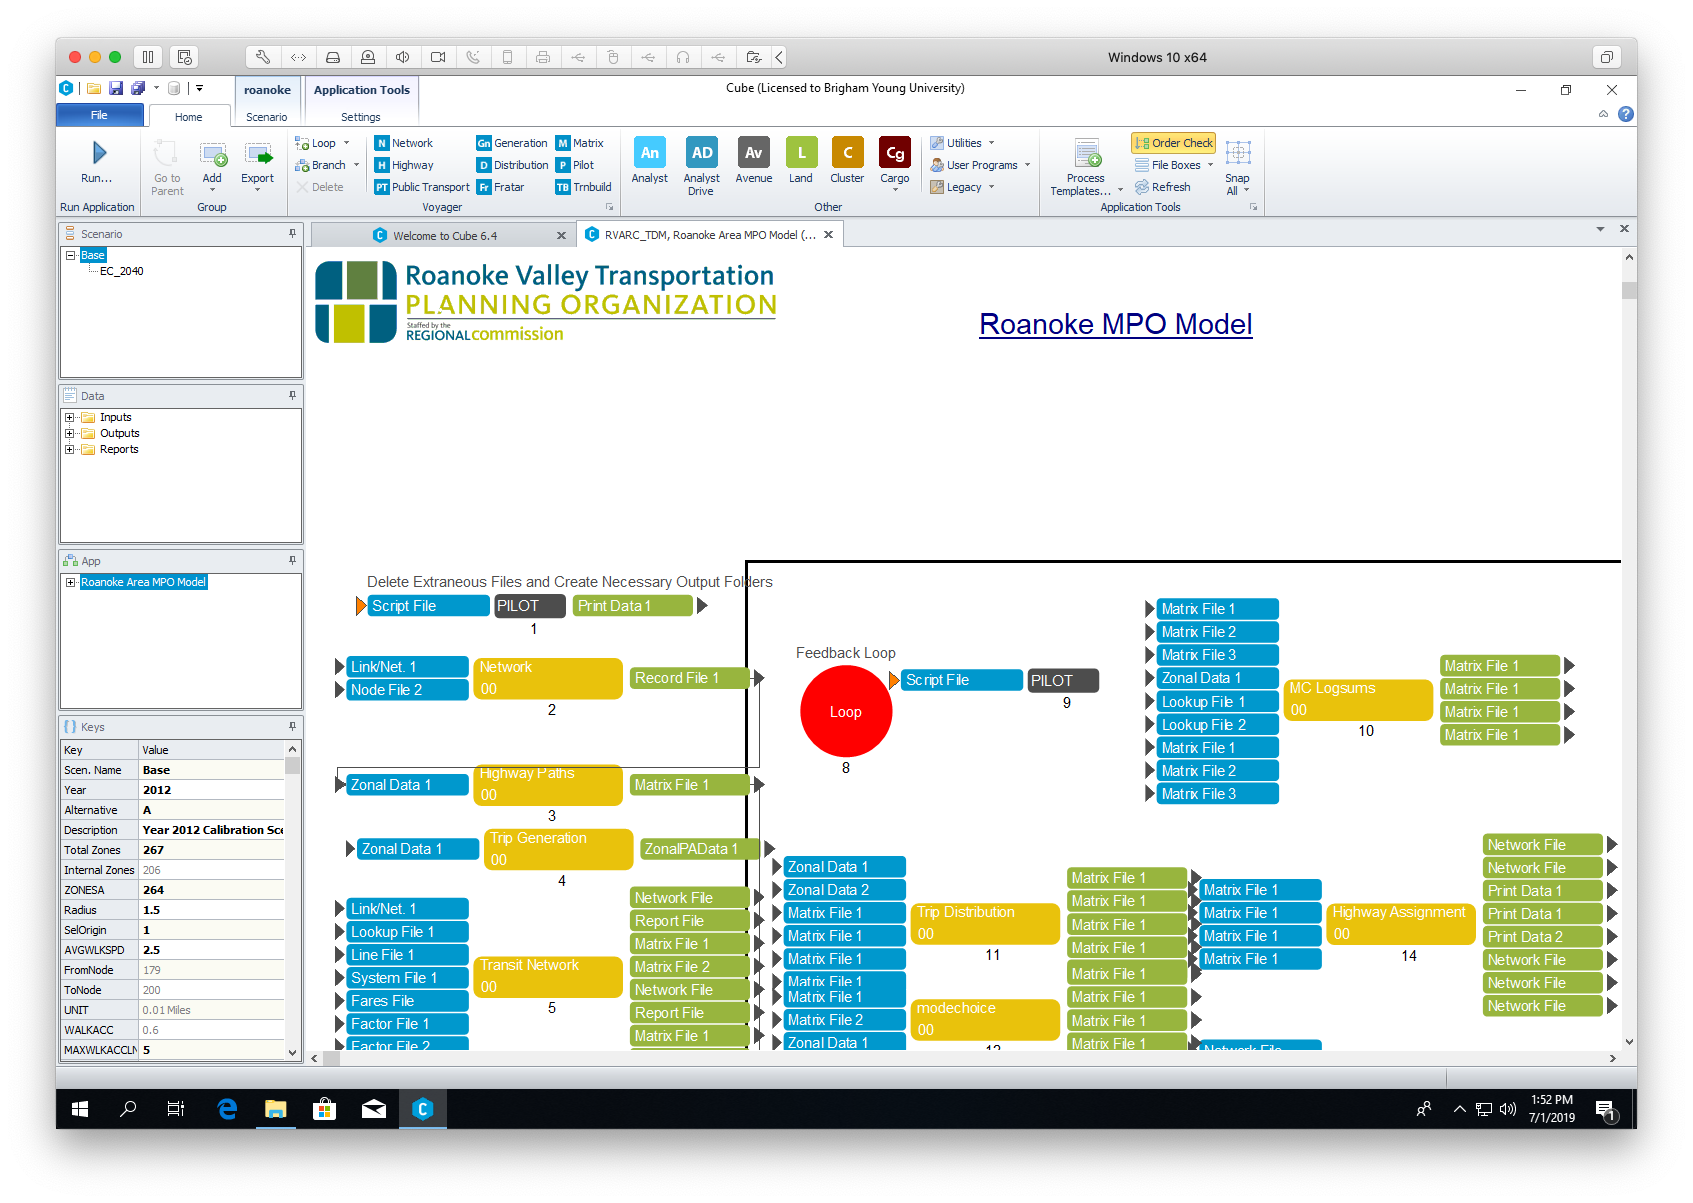 Windows 10 x64
roanoke
Application Tools
Cube (Licensed to Brigham Young University)
File
Home
Scenario
Settings
Run...
Go to Parent
Add
Export
Loop
Branch
Delete
N Network
H Highway
PT Public Transport
Gn Generation
D Distribution
Fr Fratar
M Matrix
P Pilot
TB Trnbuild
An Analyst
AD Analyst Drive
Av Avenue
L Land
C Cluster
Cg Cargo
Utilities
User Programs
Legacy
Process Templates...
Order Check
File Boxes
Refresh
Snap All
Run Application
Group
Voyager
Other
Application Tools
Scenario
Base
EC_2040
Data
Inputs
Outputs
Reports
App
Roanoke Area MPO Model
Keys
Key Value
Scen. Name Base
Year 2012
Alternative A
Description Year 2012 Calibration Sce
Total Zones 267
Internal Zones 206
ZONESA 264
Radius 1.5
SelOrigin 1
AVGWLKSPD 2.5
FromNode 179
ToNode 200
UNIT 0.01 Miles
WALKACC 0.6
MAXWLKACCLN 5
Welcome to Cube 6.4
RVARC_TDM, Roanoke Area MPO Model (...
Roanoke Valley Transportation
PLANNING ORGANIZATION
Staffed by the
REGIONALcommission
Roanoke MPO Model
Delete Extraneous Files and Create Necessary Output Folders
Script File
PILOT
Print Data 1
1
Link/Net. 1
Node File 2
Network
00
Record File 1
2
Zonal Data 1
Highway Paths
00
Matrix File 1
3
Zonal Data 1
Trip Generation
00
ZonalPAData 1
4
Link/Net. 1
Lookup File 1
Line File 1
System File 1
Fares File
Factor File 1
Factor File 2
Transit Network
00
5
Network File
Report File
Matrix File 1
Matrix File 2
Network File
Report File
Matrix File 1
Feedback Loop
Loop
8
Script File
PILOT
9
Matrix File 1
Matrix File 2
Matrix File 3
Zonal Data 1
Lookup File 1
Lookup File 2
Matrix File 1
Matrix File 2
Matrix File 3
MC Logsums
00
10
Matrix File 1
Matrix File 1
Matrix File 1
Matrix File 1
Zonal Data 1
Zonal Data 2
Matrix File 1
Matrix File 1
Matrix File 1
Matrix File 1
Trip Distribution
00
11
Matrix File 1
Matrix File 1
Matrix File 1
Matrix File 1
Matrix File 1
Matrix File 1
Matrix File 2
Zonal Data 1
modechoice
00
12
Matrix File 1
Matrix File 1
Matrix File 1
Matrix File 1
Matrix File 1
Matrix File 1
Matrix File 1
Network File
Highway Assignment
00
14
Network File
Network File
Print Data 1
Print Data 1
Print Data 2
Network File
Network File
Network File
1:52 PM
7/1/2019
1